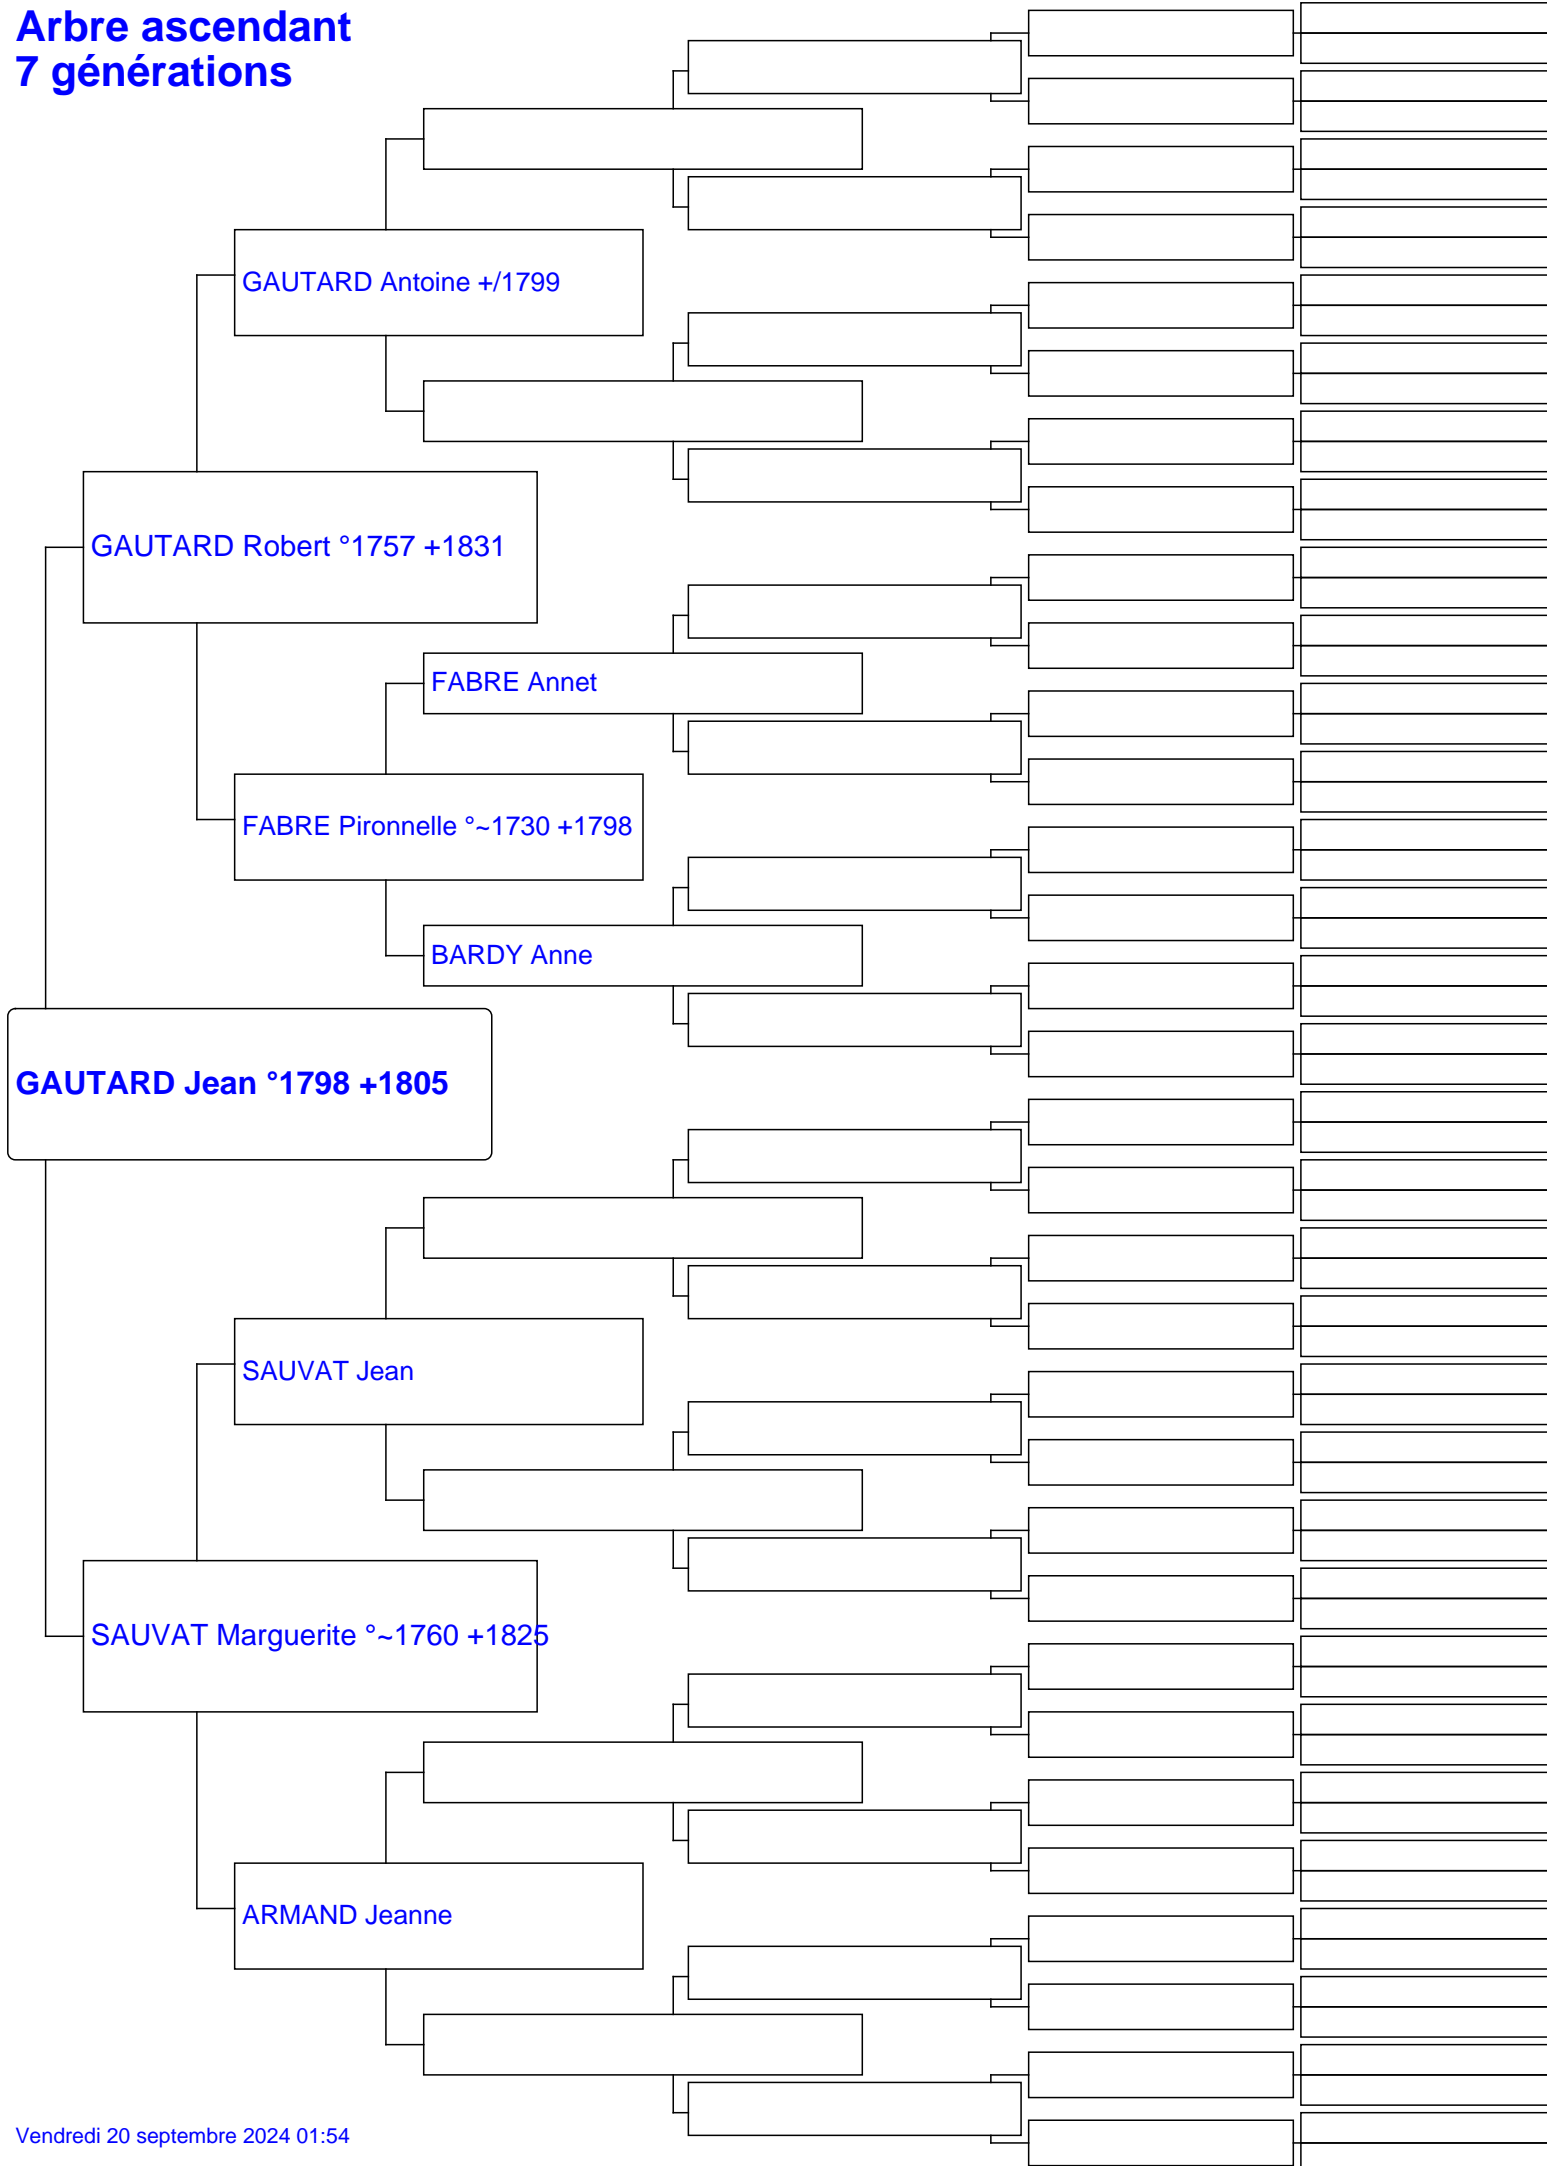 Arbre ascendant
7 générations
GAUTARD Antoine +/1799
GAUTARD Robert °1757 +1831
FABRE Annet
FABRE Pironnelle °~1730 +1798
BARDY Anne
GAUTARD Jean °1798 +1805
SAUVAT Jean
SAUVAT Marguerite °~1760 +1825
ARMAND Jeanne
Vendredi 20 septembre 2024 01:54